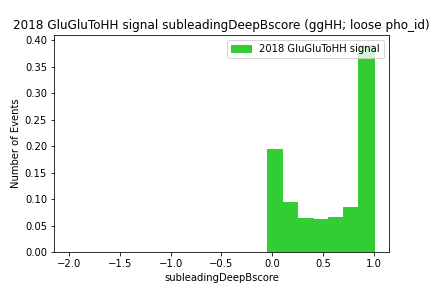 2018 GluGluToHH signal subleadingDeepBscore (ggHH; loose pho_id)
2018 GluGluToHH signal
Number of Events
0.40
0.35
0.30
0.25
0.20
0.15
0.10
0.05
0.00
−2.0 −1.5 −1.0 −0.5 0.0 0.5 1.0
subleadingDeepBscore